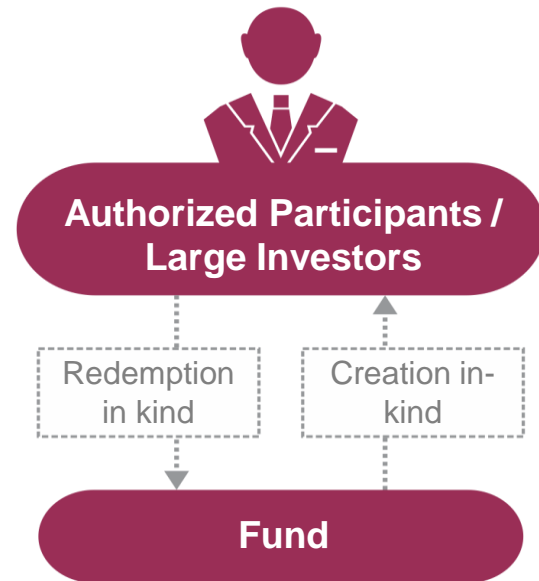 Authorized Participants /
Large Investors
Redemption
in kind
Creation in-
kind
Fund